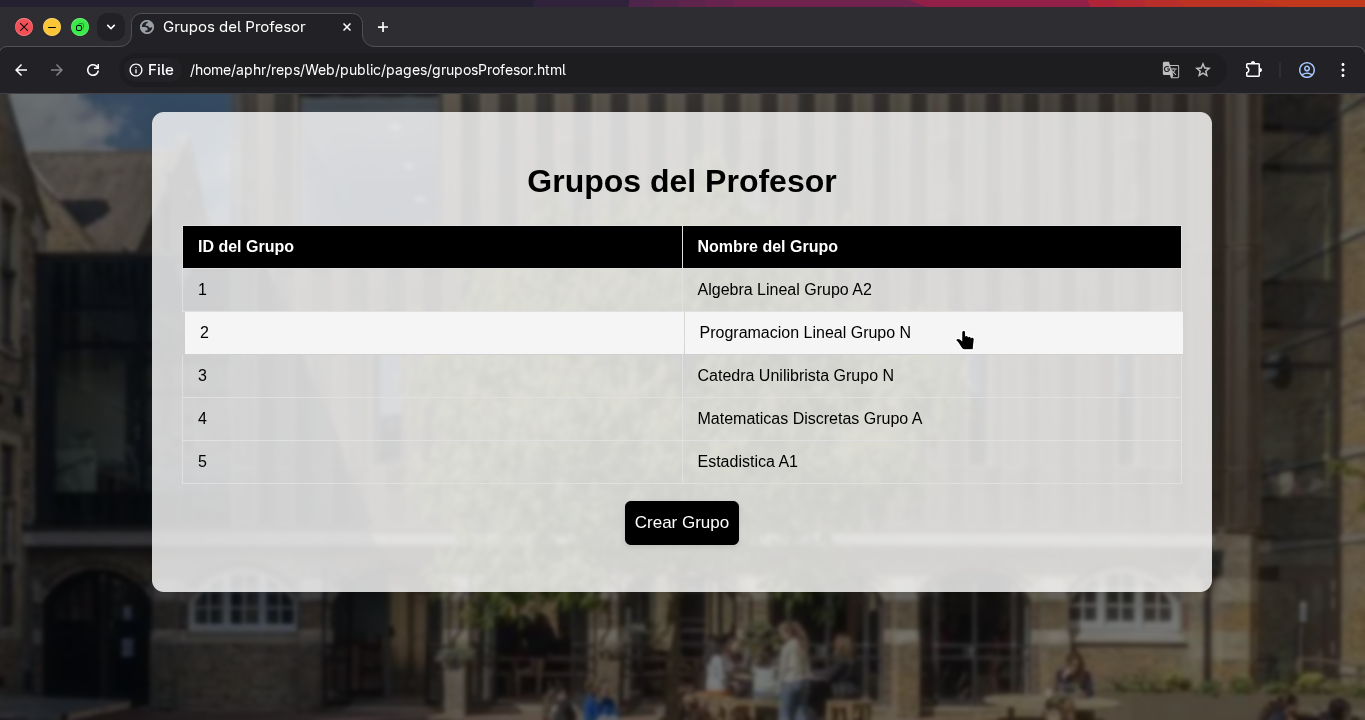 Grupos del Profesor
File /home/aphr/reps/Web/public/pages/gruposProfesor.html
Grupos del Profesor
ID del Grupo Nombre del Grupo
1 Algebra Lineal Grupo A2
2 Programacion Lineal Grupo N
3 Catedra Unilibrista Grupo N
4 Matematicas Discretas Grupo A
5 Estadistica A1
Crear Grupo